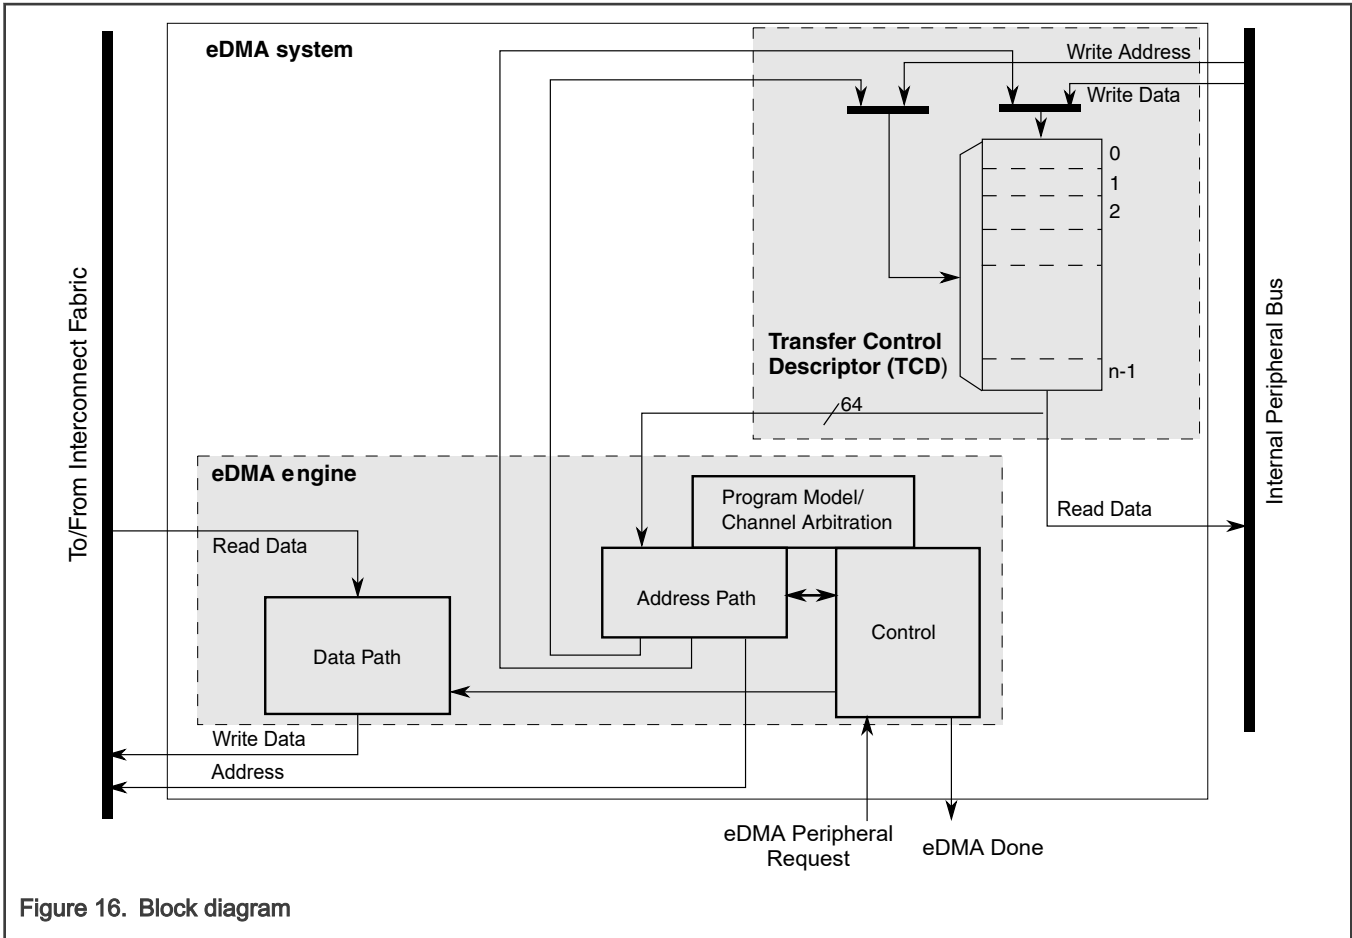 eDMA system
Write Address
Write Data
0
1
2
n-1
Transfer Control
Descriptor (TCD)
64
To/From Interconnect Fabric
Internal Peripheral Bus
eDMA engine
Program Model/
Channel Arbitration
Read Data
Read Data
Address Path
Control
Data Path
Write Data
Address
eDMA Peripheral
Request
eDMA Done
Figure 16. Block diagram